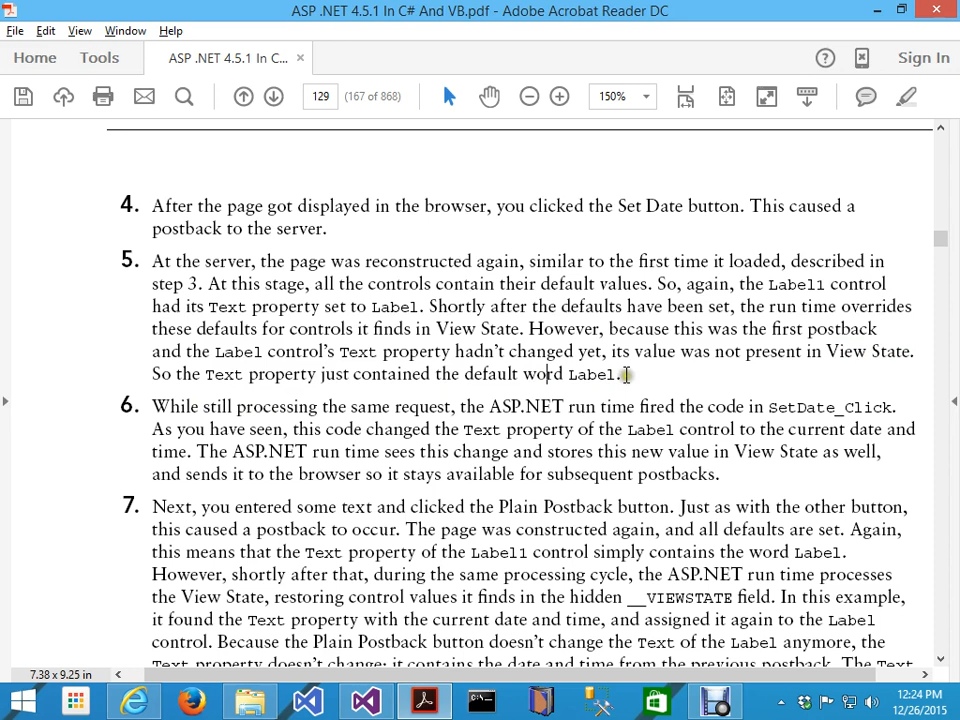 ASP .NET 4.5.1 In C# And VB.pdf - Adobe Acrobat Reader DC
File Edit View Window Help
Home Tools ASP .NET 4.5.1 In C... × Sign In
129 (167 of 868) 150%
4. After the page got displayed in the browser, you clicked the Set Date button. This caused a
postback to the server.
5. At the server, the page was reconstructed again, similar to the first time it loaded, described in
step 3. At this stage, all the controls contain their default values. So, again, the Label1 control
had its Text property set to Label. Shortly after the defaults have been set, the run time overrides
these defaults for controls it finds in View State. However, because this was the first postback
and the Label control's Text property hadn't changed yet, its value was not present in View State.
So the Text property just contained the default word Label.
6. While still processing the same request, the ASP.NET run time fired the code in SetDate_Click.
As you have seen, this code changed the Text property of the Label control to the current date and
time. The ASP.NET run time sees this change and stores this new value in View State as well,
and sends it to the browser so it stays available for subsequent postbacks.
7. Next, you entered some text and clicked the Plain Postback button. Just as with the other button,
this caused a postback to occur. The page was constructed again, and all defaults are set. Again,
this means that the Text property of the Label1 control simply contains the word Label.
However, shortly after that, during the same processing cycle, the ASP.NET run time processes
the View State, restoring control values it finds in the hidden __VIEWSTATE field. In this example,
it found the Text property with the current date and time, and assigned it again to the Label
control. Because the Plain Postback button doesn't change the Text of the Label anymore, the
Text property doesn't change; it contains the date and time from the previous postback. The Text
7.38 x 9.25 in
12:24 PM
12/26/2015